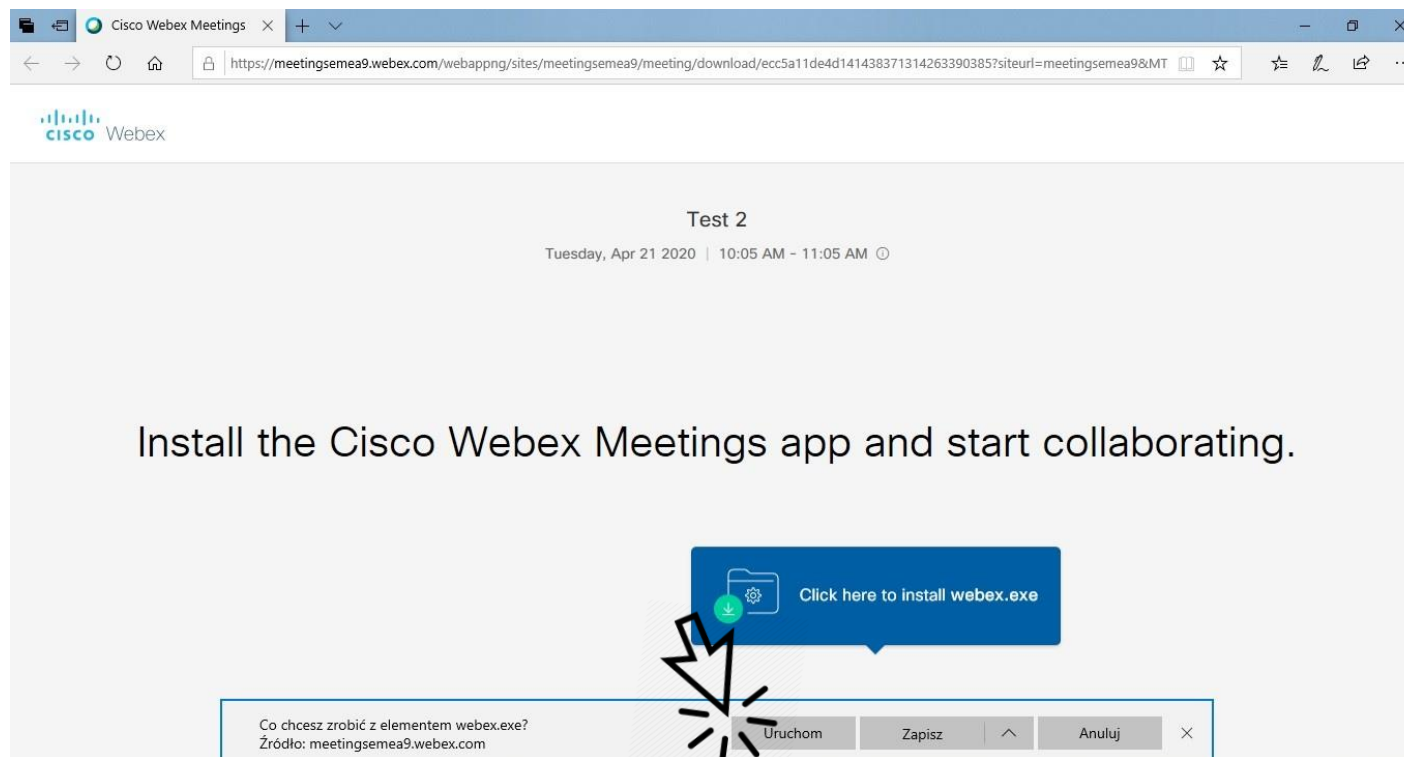 Cisco Webex Meetings
https://meetingsemea9.webex.com/webappng/sites/meetingsemea9/meeting/download/ecc5a11de4d141438371314263390385?siteurl=meetingsemea9&MT
cisco Webex
Test 2
Tuesday, Apr 21 2020 | 10:05 AM - 11:05 AM
Install the Cisco Webex Meetings app and start collaborating.
Click here to install webex.exe
Co chcesz zrobić z elementem webex.exe?
Źródło: meetingsemea9.webex.com
Uruchom Zapisz Anuluj